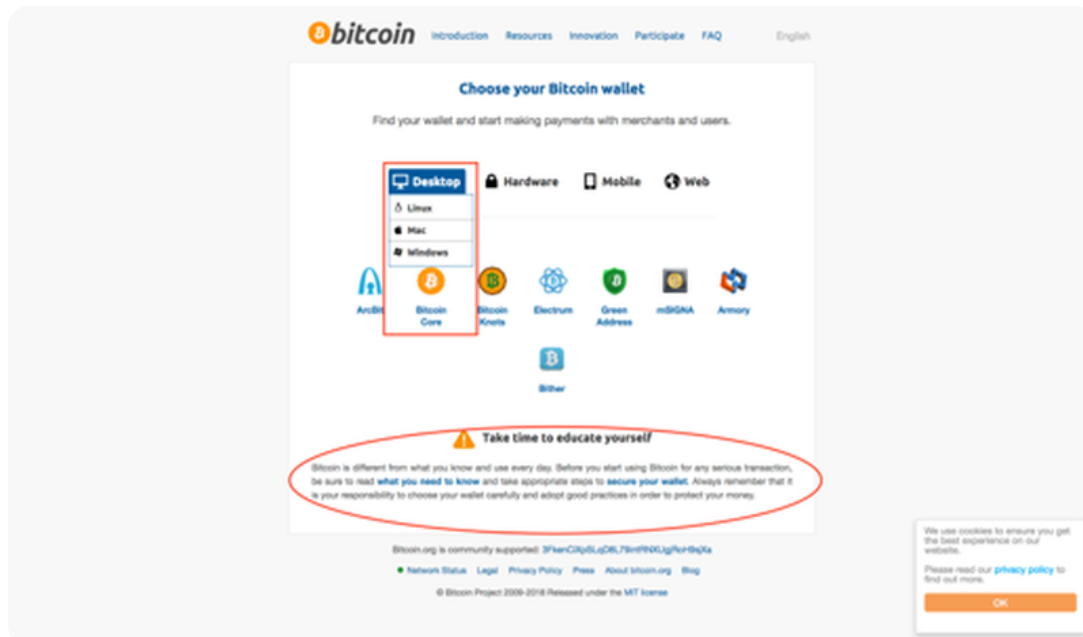 bitcoin Introduction Resources Innovation Participate FAQ English
Choose your Bitcoin wallet
Find your wallet and start making payments with merchants and users.
Desktop Hardware Mobile Web
Linux
Mac
Windows
ArcBit Bitcoin Core Bitcoin Knots Electrum Green Address mSIGNA Armory
Bither
Take time to educate yourself
Bitcoin is different from what you know and use every day. Before you start using Bitcoin for any serious transaction,
be sure to read what you need to know and take appropriate steps to secure your wallet. Always remember that it
is your responsibility to choose your wallet carefully and adopt good practices in order to protect your money.
Bitcoin.org is community supported:
Network Status Legal Privacy Policy Press About bitcoin.org Blog
© Bitcoin Project 2009-2018 Released under the MIT license
We use cookies to ensure you get
the best experience on our
website.
Please read our privacy policy to
find out more.
OK